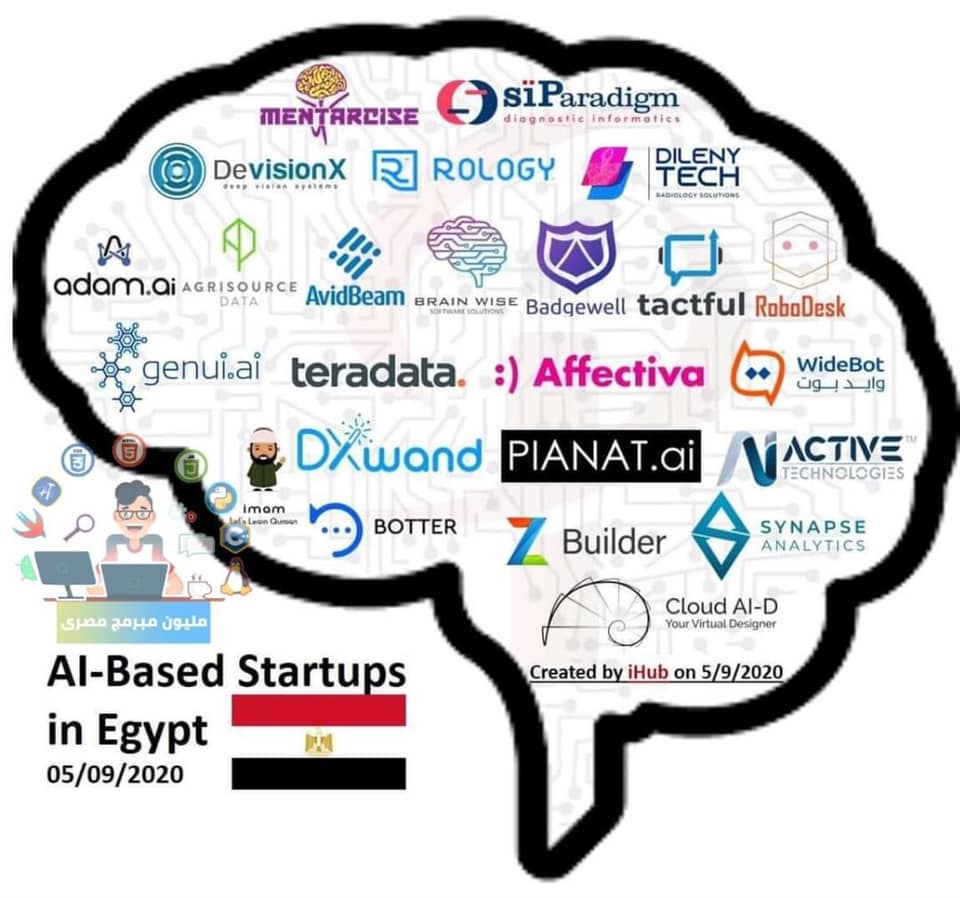 MENTARCISE
siParadigm
diagnostic informatics
DevisionX
deep vision systems
ROLOGY
DILENY
TECH
RADIOLOGY SOLUTIONS
adam.ai
AGRISOURCE
DATA
AvidBeam
BRAIN WISE
SOFTWARE SOLUTIONS
Badgewell
tactful
RoboDesk
genui.ai
teradata.
:) Affectiva
WideBot
وايد بوت
DXwand
PIANAT.ai
ACTIVE™
TECHNOLOGIES
imam
Let's Learn Quraan
BOTTER
Builder
SYNAPSE
ANALYTICS
Cloud AI-D
Your Virtual Designer
Created by iHub on 5/9/2020
مليون مبرمج مصرى
AI-Based Startups
in Egypt
05/09/2020